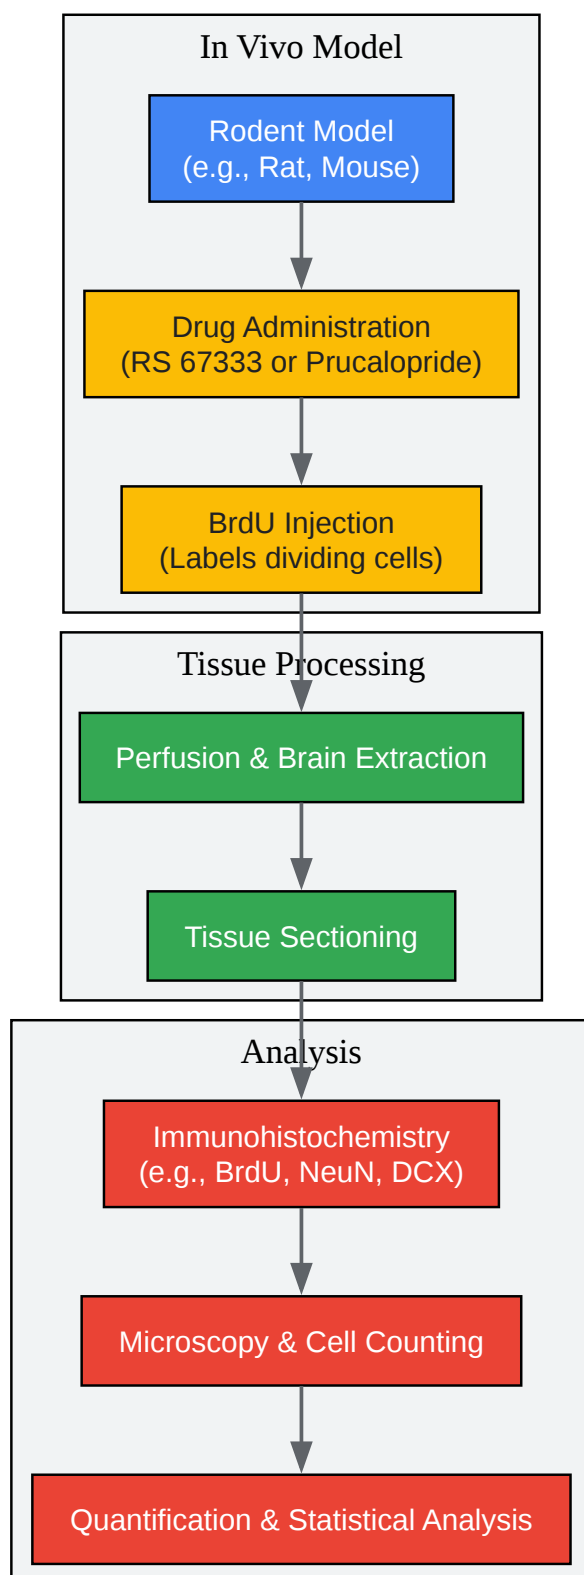 In Vivo Model
Rodent Model
(e.g., Rat, Mouse)
Drug Administration
(RS 67333 or Prucalopride)
BrdU Injection
(Labels dividing cells)
Tissue Processing
Perfusion & Brain Extraction
Tissue Sectioning
Analysis
Immunohistochemistry
(e.g., BrdU, NeuN, DCX)
Microscopy & Cell Counting
Quantification & Statistical Analysis